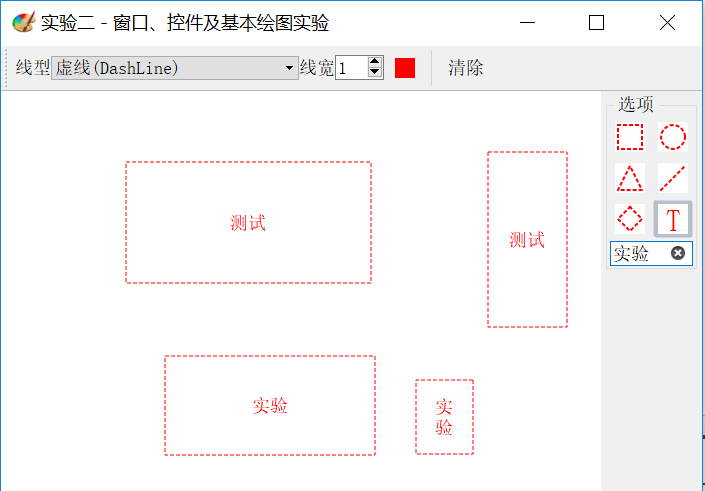 实验二 - 窗口、控件及基本绘图实验
线型 虚线(DashLine) 线宽 1 清除
选项
测试
测试
T
实验
实验
实
验